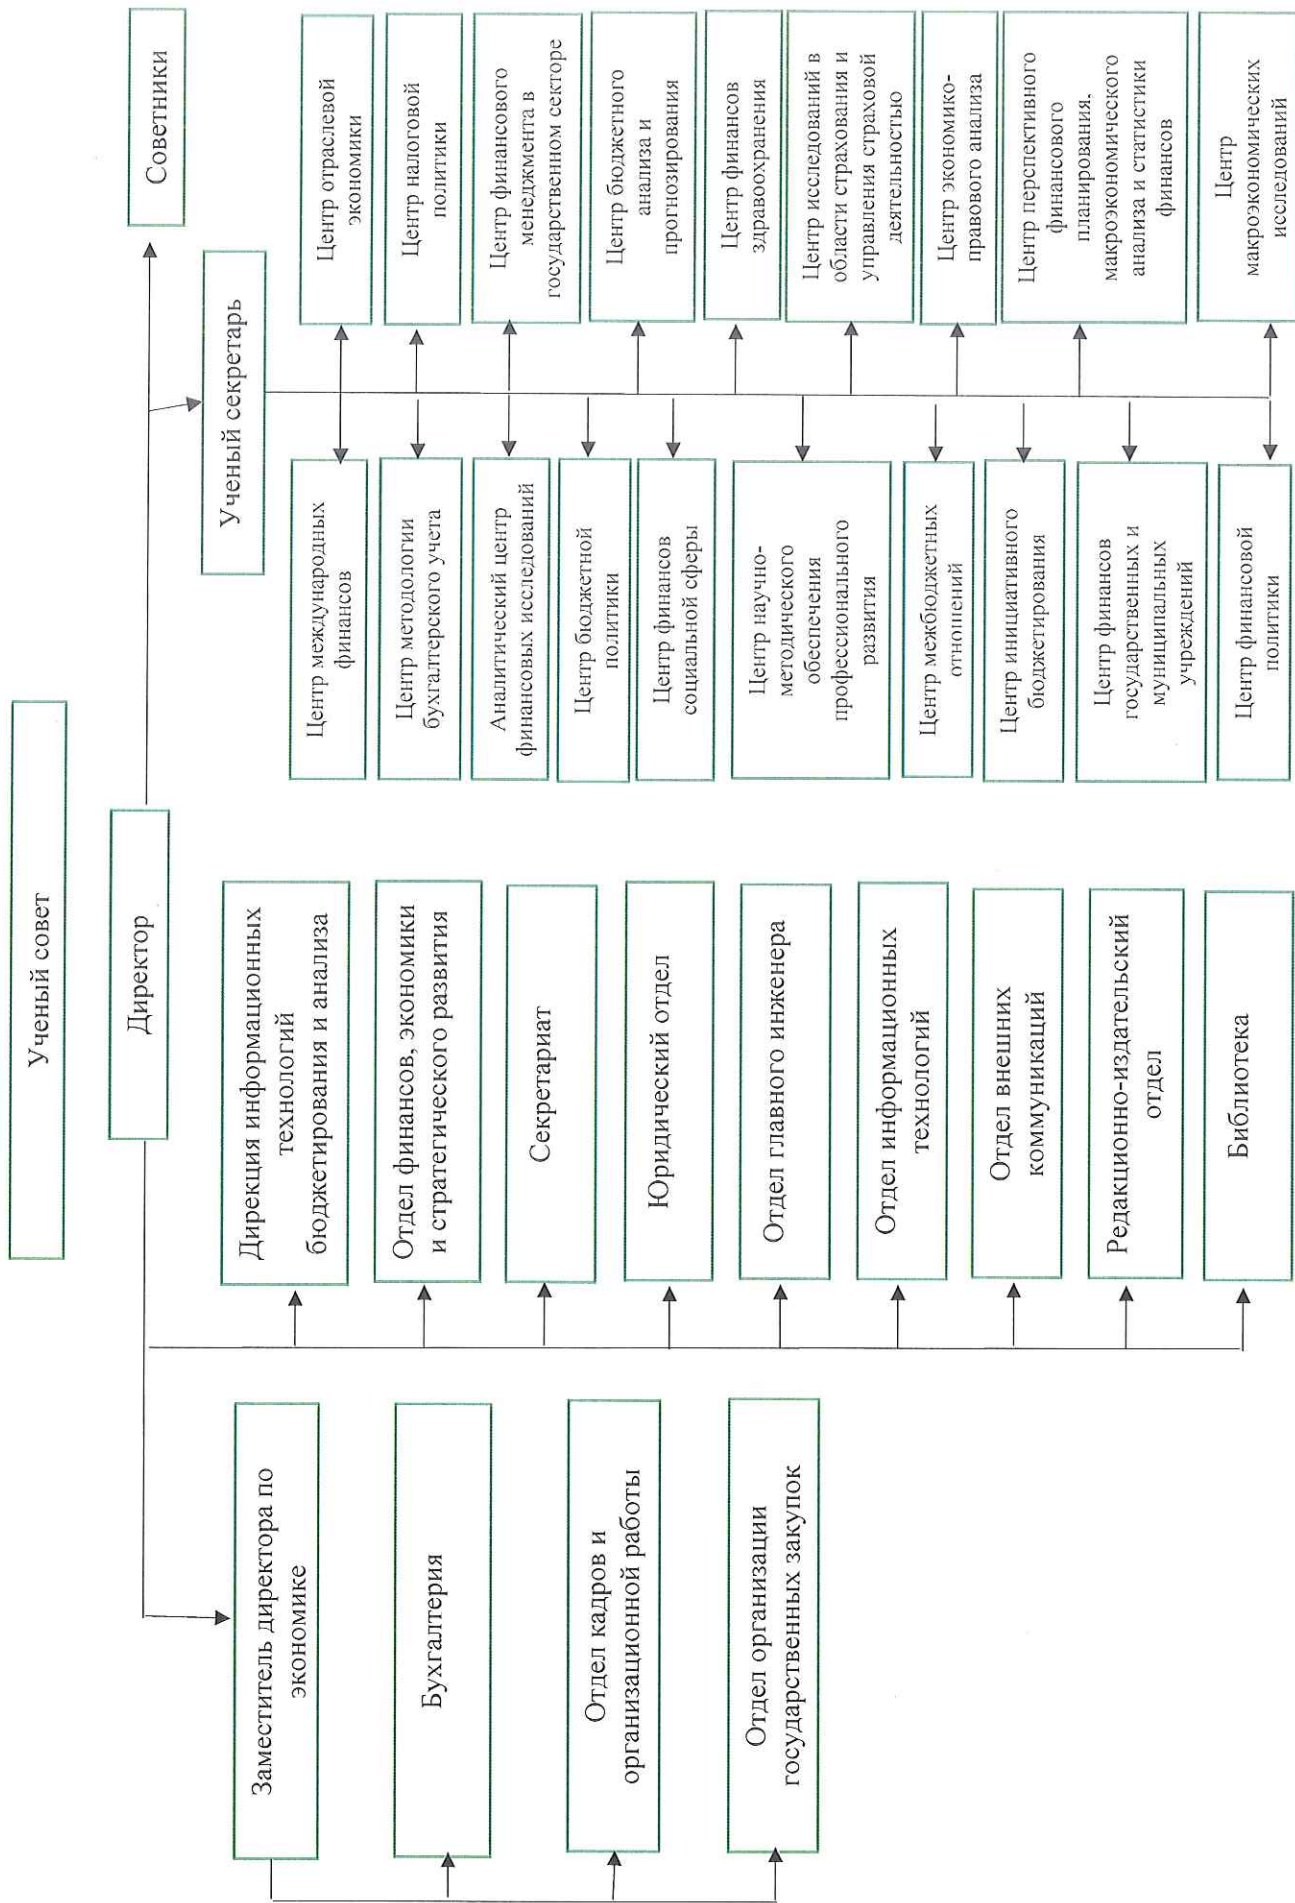 Ученый совет
Директор
Советники
Ученый секретарь
Заместитель директора по
экономике
Бухгалтерия
Отдел кадров и
организационной работы
Отдел организации
государственных закупок
Дирекция информационных
технологий
бюджетирования и анализа
Отдел финансов, экономики
и стратегического развития
Секретариат
Юридический отдел
Отдел главного инженера
Отдел информационных
технологий
Отдел внешних
коммуникаций
Редакционно-издательский
отдел
Библиотека
Центр международных
финансов
Центр методологии
бухгалтерского учета
Аналитический центр
финансовых исследований
Центр бюджетной
политики
Центр финансов
социальной сферы
Центр научно-
методического
обеспечения
профессионального
развития
Центр межбюджетных
отношений
Центр инициативного
бюджетирования
Центр финансов
государственных и
муниципальных
учреждений
Центр финансовой
политики
Центр отраслевой
экономики
Центр налоговой
политики
Центр финансового
менеджмента в
государственном секторе
Центр бюджетного
анализа и
прогнозирования
Центр финансов
здравоохранения
Центр исследований в
области страхования и
управления страховой
деятельностью
Центр экономико-
правового анализа
Центр перспективного
финансового
планирования,
макроэкономического
анализа и статистики
финансов
Центр
макроэкономических
исследований